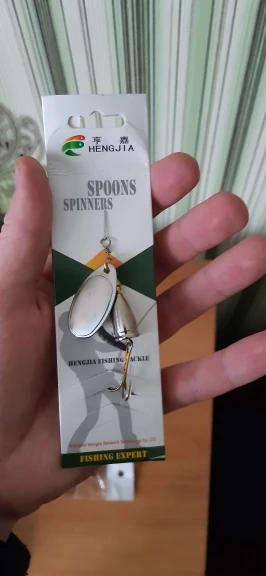 亨 嘉
HENGJIA
SPOONS
SPINNERS
HENGJIA FISHING TACKLE
FISHING EXPERT